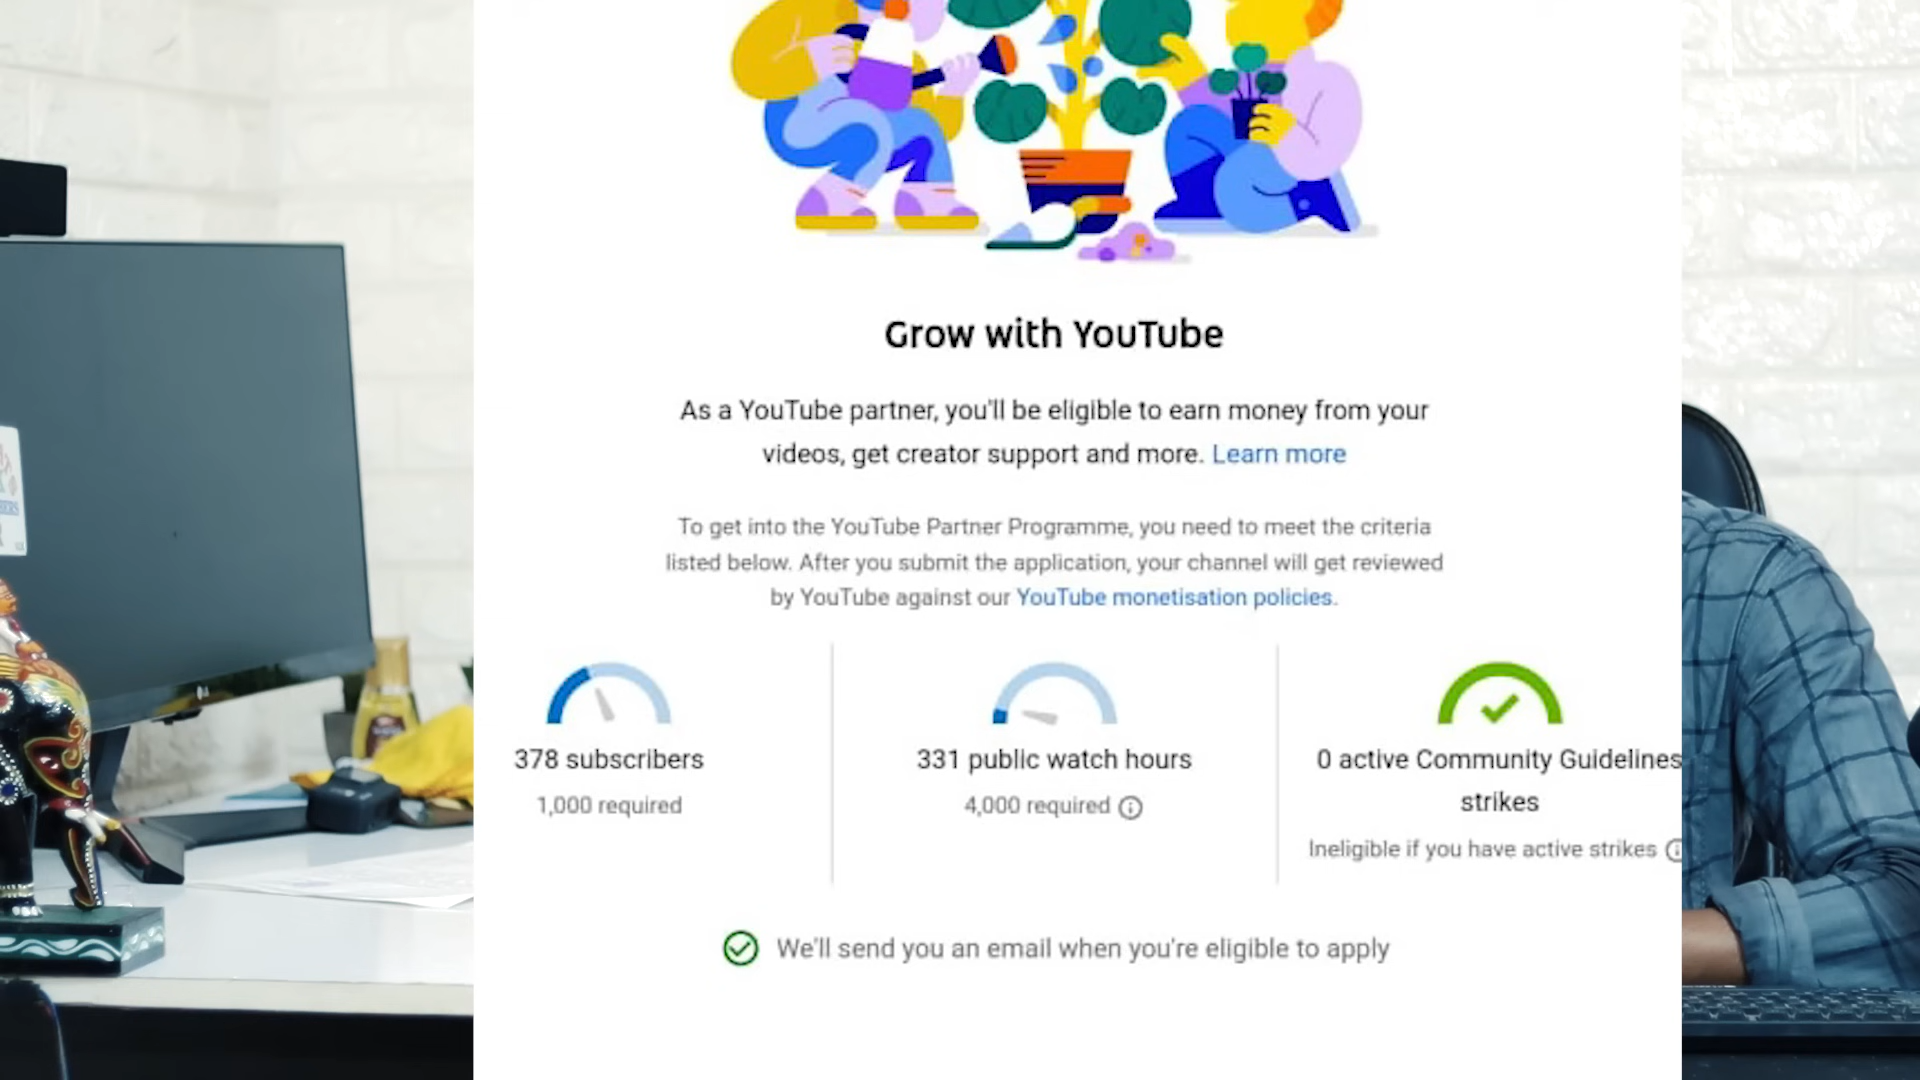 Grow with YouTube
As a YouTube partner, you'll be eligible to earn money from your
videos, get creator support and more. Learn more
To get into the YouTube Partner Programme, you need to meet the criteria
listed below. After you submit the application, your channel will get reviewed
by YouTube against our YouTube monetisation policies.
378 subscribers
1,000 required
331 public watch hours
4,000 required
0 active Community Guidelines
strikes
Ineligible if you have active strikes
We'll send you an email when you're eligible to apply